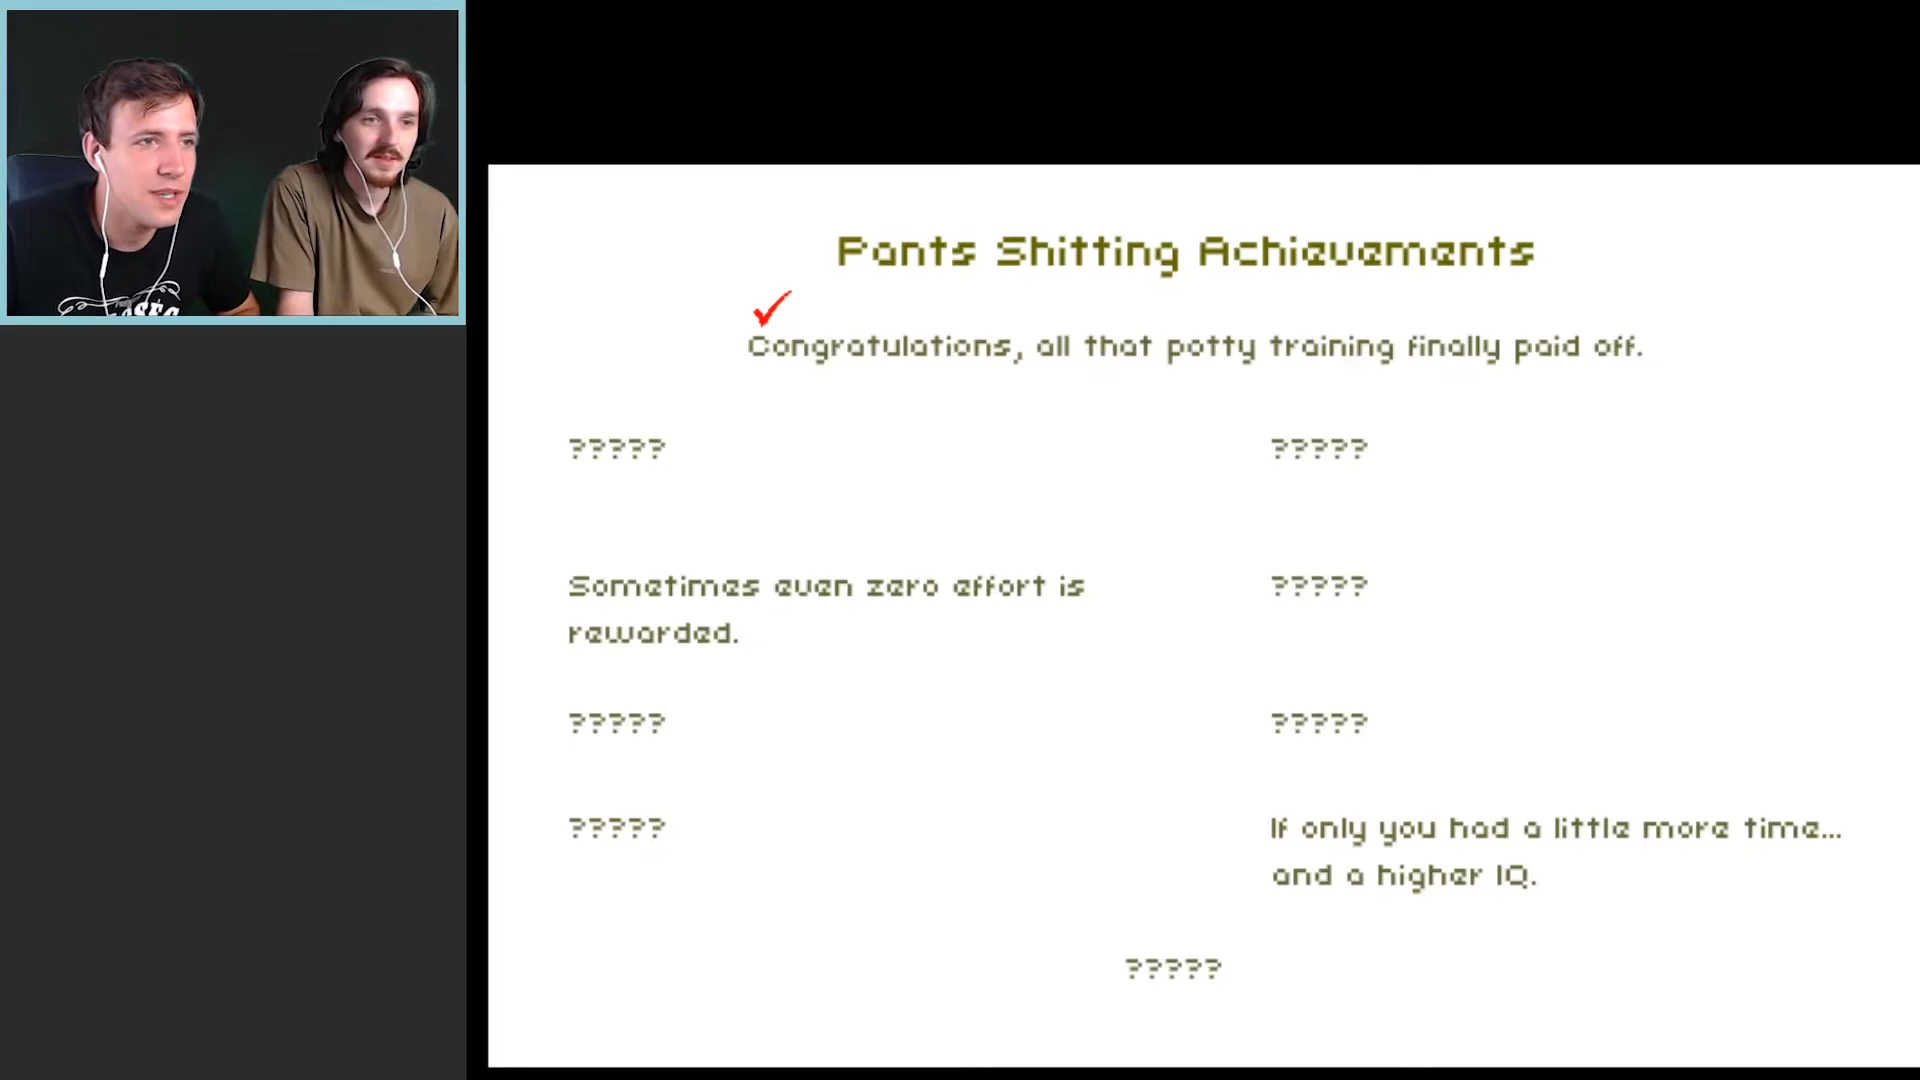 Pants Shitting Achievements
Congratulations, all that potty training finally paid off.
????? ?????
Sometimes even zero effort is ?????
rewarded.
????? ?????
????? If only you had a little more time...
and a higher IQ.
?????